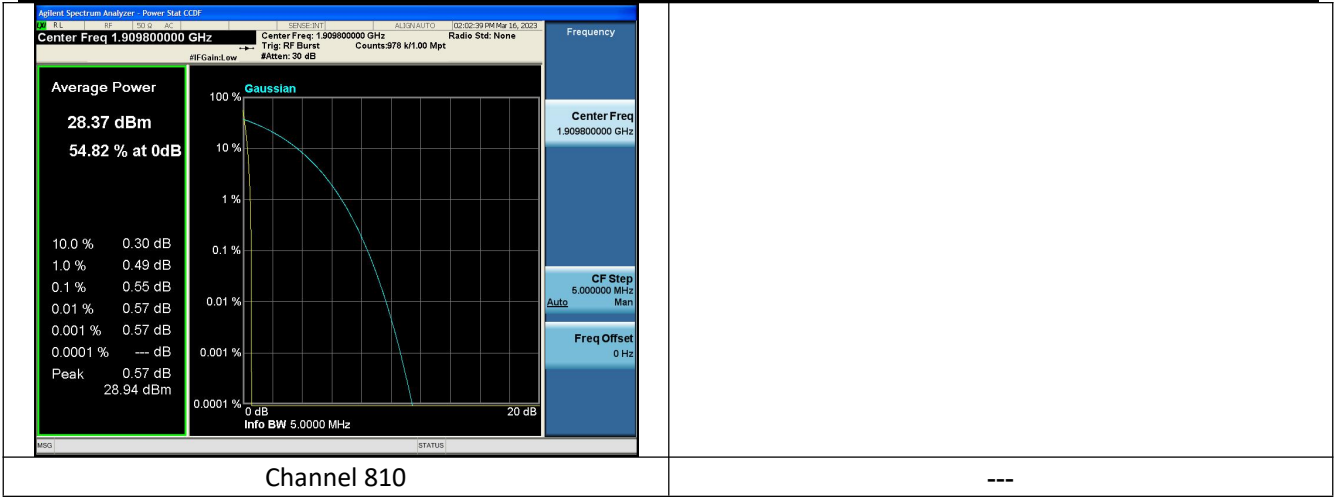 Agilent Spectrum Analyzer - Power Stat CCDF
RL RF 50 Ω AC SENSE:INT ALIGN AUTO 02:02:39 PM Mar 16, 2023
Center Freq 1.909800000 GHz
Center Freq: 1.909800000 GHz Radio Std: None
Trig: RF Burst Counts:978 k/1.00 Mpt
#IFGain:Low #Atten: 30 dB
Frequency
Average Power
28.37 dBm
54.82 % at 0dB
10.0 % 0.30 dB
1.0 % 0.49 dB
0.1 % 0.55 dB
0.01 % 0.57 dB
0.001 % 0.57 dB
0.0001 % --- dB
Peak 0.57 dB
28.94 dBm
Gaussian
100 %
10 %
1 %
0.1 %
0.01 %
0.001 %
0.0001 %
0 dB 20 dB
Info BW 5.0000 MHz
Center Freq
1.909800000 GHz
CF Step
5.000000 MHz
Auto Man
Freq Offset
0 Hz
MSG STATUS
Channel 810 ---